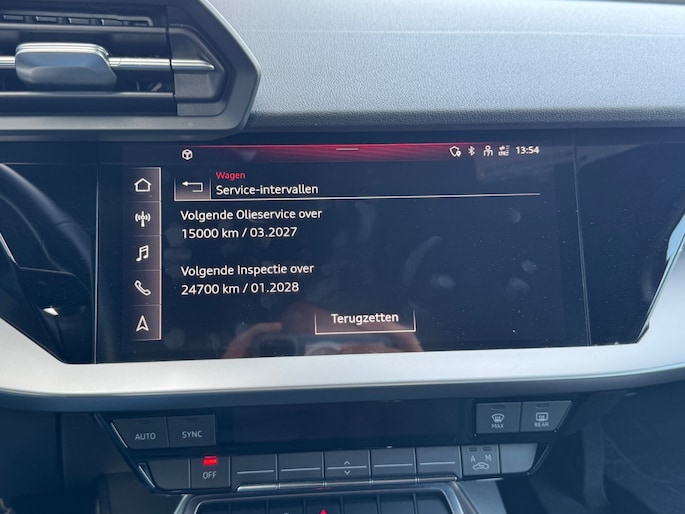 13:54
Wagen
Service-intervallen
Volgende Olieservice over
15000 km / 03.2027
Volgende Inspectie over
24700 km / 01.2028
Terugzetten
AUTO
SYNC
MAX
REAR
OFF
A M